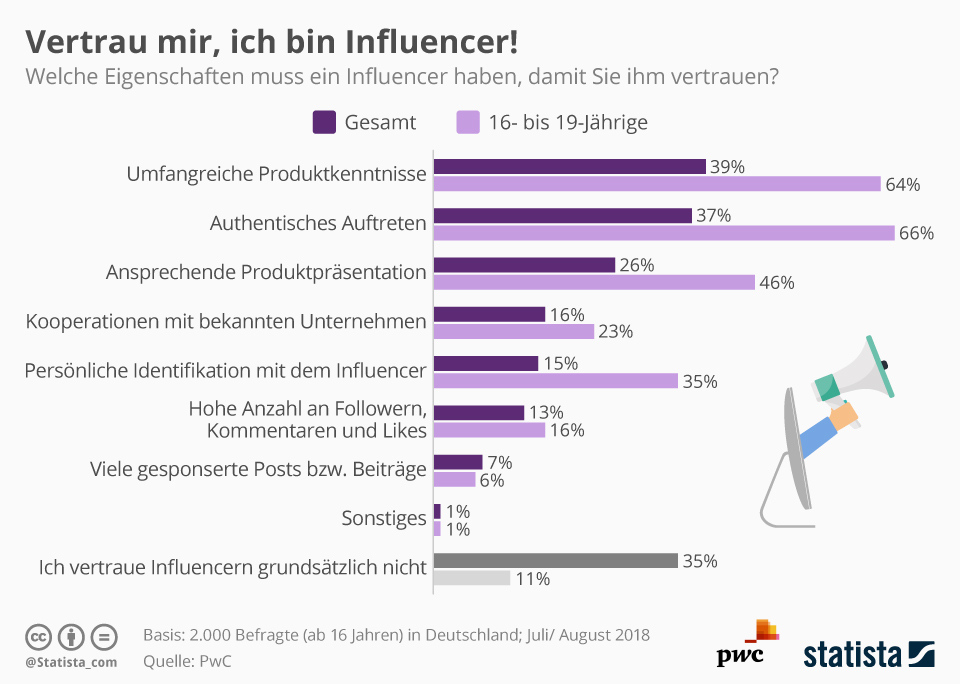 Vertrau mir, ich bin Influencer!
Welche Eigenschaften muss ein Influencer haben, damit Sie ihm vertrauen?
Gesamt
16- bis 19-Jährige
Umfangreiche Produktkenntnisse
39%
64%
Authentisches Auftreten
37%
66%
Ansprechende Produktpräsentation
26%
46%
Kooperationen mit bekannten Unternehmen
16%
23%
Persönliche Identifikation mit dem Influencer
15%
35%
Hohe Anzahl an Followern,
Kommentaren und Likes
13%
16%
Viele gesponserte Posts bzw. Beiträge
7%
6%
Sonstiges
1%
1%
Ich vertraue Influencern grundsätzlich nicht
35%
11%
cc
@Statista_com
Basis: 2.000 Befragte (ab 16 Jahren) in Deutschland; Juli/ August 2018
Quelle: PwC
pwc
statista